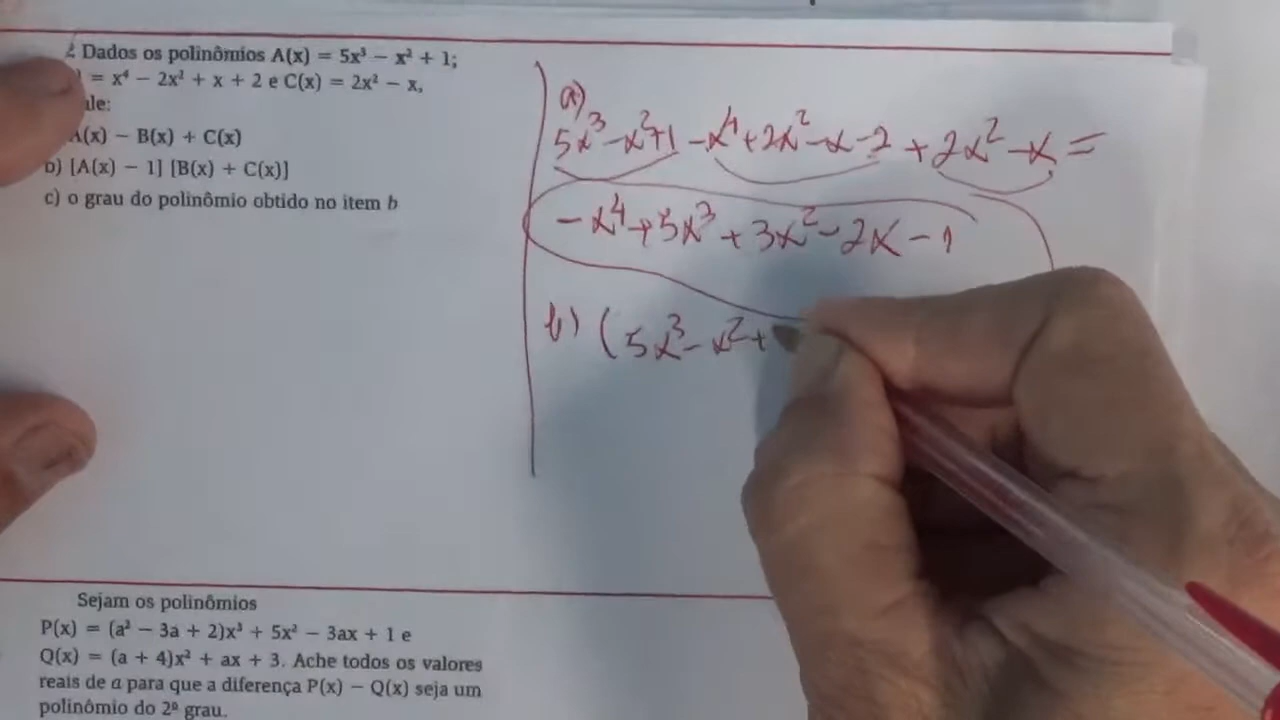 2 Dados os polinômios A(x) = 5x³ − x² + 1;
= x⁴ − 2x² + x + 2 e C(x) = 2x² − x,
A(x) − B(x) + C(x)
b) [A(x) − 1] [B(x) + C(x)]
c) o grau do polinômio obtido no item b
a)
5x³ − x² + 1 − x⁴ + 2x² − x − 2 + 2x² − x =
− x⁴ + 5x³ + 3x² − 2x − 1
b) (5x³ − x² +
Sejam os polinômios
P(x) = (a² − 3a + 2)x³ + 5x² − 3ax + 1 e
Q(x) = (a + 4)x² + ax + 3. Ache todos os valores
reais de a para que a diferença P(x) − Q(x) seja um
polinômio do 2º grau.